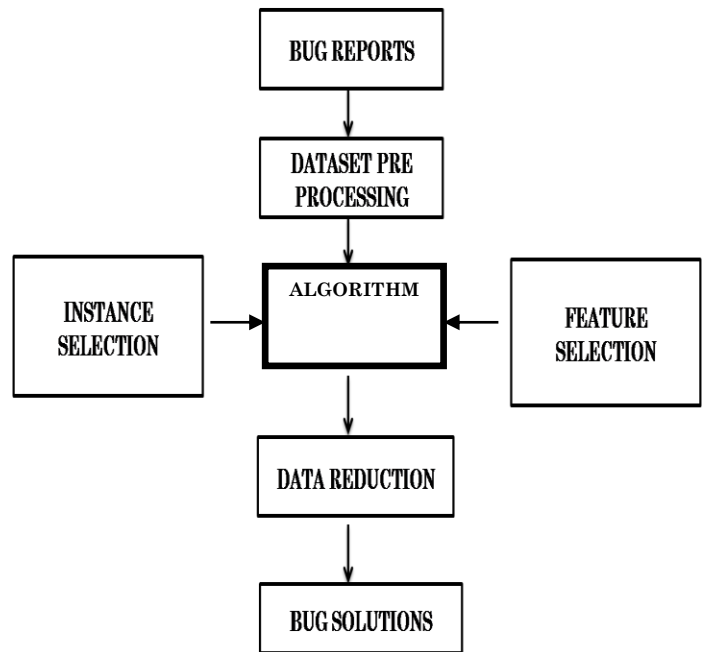 BUG REPORTS
DATASET PRE
PROCESSING
INSTANCE
SELECTION
ALGORITHM
FEATURE
SELECTION
DATA REDUCTION
BUG SOLUTIONS